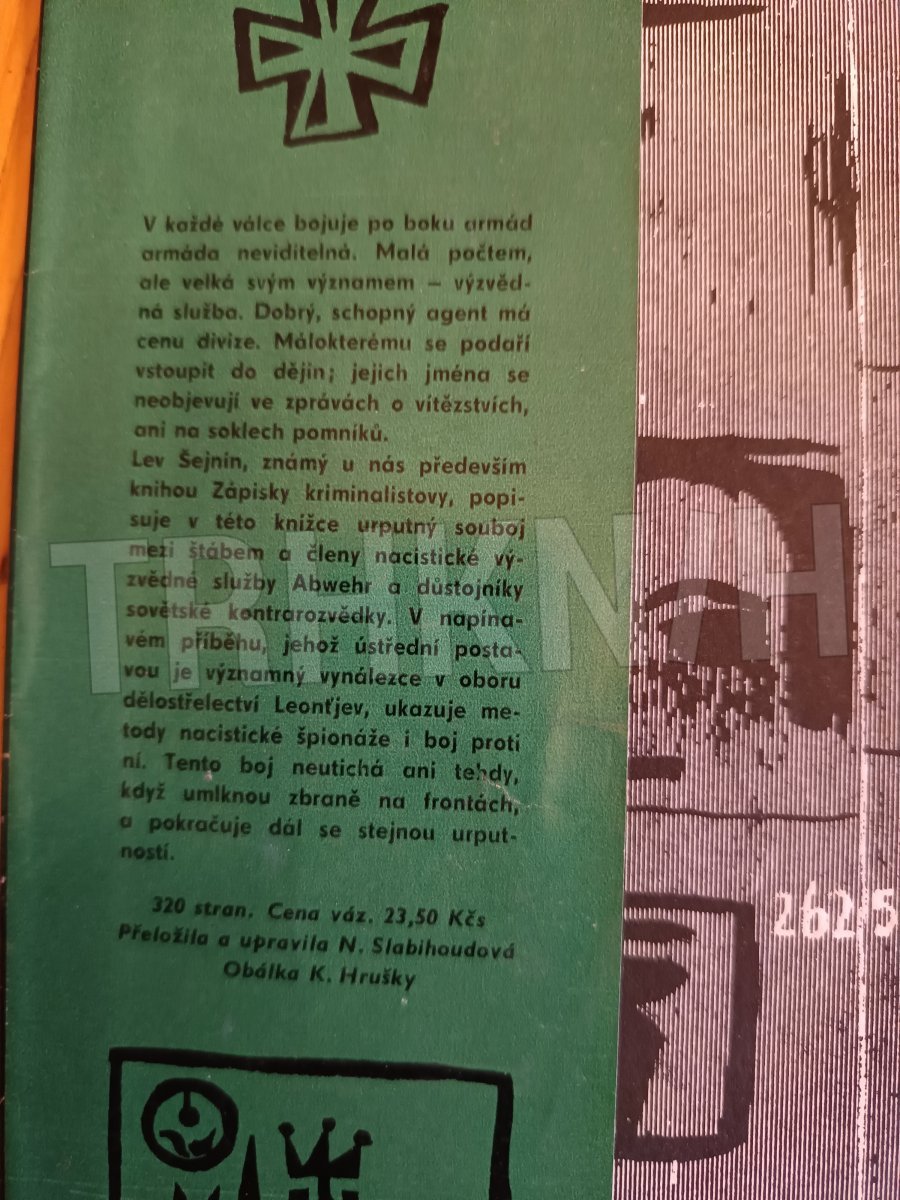 V každé válce bojuje po boku armád
armáda neviditelná. Malá počtem,
ale velká svým významem – výzvěd-
ná služba. Dobrý, schopný agent má
cenu divize. Málokterému se podaří
vstoupit do dějin; jejich jména se
neobjevují ve zprávách o vítězstvích,
ani na soklech pomníků.
Lev Šejnin, známý u nás především
knihou Zápisky kriminalistovy, popi-
suje v této knížce urputný souboj
mezi štábem a členy nacistické vý-
zvědné služby Abwehr a důstojníky
sovětské kontrarozvědky. V napína-
vém příběhu, jehož ústřední posta-
vou je významný vynálezce v oboru
dělostřelectví Leonťjev, ukazuje me-
tody nacistické špionáže i boj proti
ní. Tento boj neutichá ani tehdy,
když umlknou zbraně na frontách,
a pokračuje dál se stejnou urput-
ností.
320 stran. Cena váz. 23,50 Kčs
Přeložila a upravila N. Slabihoudová
Obálka K. Hrušky
262 5